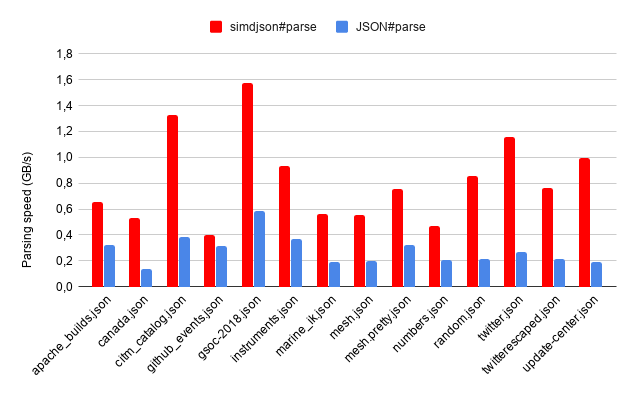 simdjson#parse JSON#parse
Parsing speed (GB/s)
1,8
1,6
1,4
1,2
1,0
0,8
0,6
0,4
0,2
0,0
apache_builds.json
canada.json
citm_catalog.json
github_events.json
gsoc-2018.json
instruments.json
marine_ik.json
mesh.json
mesh.pretty.json
numbers.json
random.json
twitter.json
twitterescaped.json
update-center.json